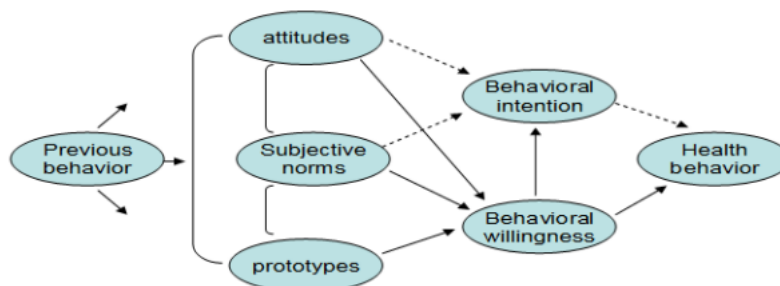 attitudes
Behavioral
intention
Previous
behavior
Subjective
norms
Health
behavior
Behavioral
willingness
prototypes